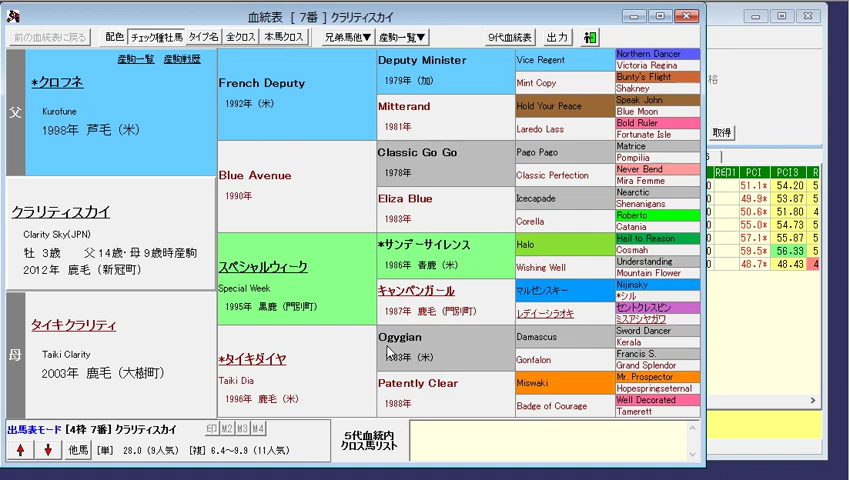 血統表 [ 7番 ] クラリティスカイ
前の血統表に戻る 配色 チェック種牡馬 タイプ名 全クロス 本馬クロス 兄弟馬他▼ 産駒一覧▼ 9代血統表 出力
父
産駒一覧 産駒戦歴
*クロフネ
Kurofune
1998年 芦毛 (米)
クラリティスカイ
Clarity Sky(JPN)
牡 3歳 父14歳・母9歳時産駒
2012年 鹿毛 (新冠町)
母
タイキクラリティ
Taiki Clarity
2003年 鹿毛 (大樹町)
French Deputy
1992年 (米)
Blue Avenue
1990年
スペシャルウィーク
Special Week
1995年 黒鹿 (門別町)
*タイキダイヤ
Taiki Dia
1996年 鹿毛 (米)
Deputy Minister
1979年 (加)
Mitterand
1981年
Classic Go Go
1978年
Eliza Blue
1983年
*サンデーサイレンス
1986年 青鹿 (米)
キャンペンガール
1987年 鹿毛 (門別町)
Ogygian
83年 (米)
Patently Clear
1988年
Vice Regent
Mint Copy
Hold Your Peace
Laredo Lass
Pago Pago
Classic Perfection
Icecapade
Corella
Halo
Wishing Well
マルゼンスキー
レデイーシラオキ
Damascus
Gonfalon
Miswaki
Badge of Courage
Northern Dancer
Victoria Regina
Bunty's Flight
Shakney
Speak John
Blue Moon
Bold Ruler
Fortunate Isle
Matrice
Pompilia
Never Bend
Mira Femme
Nearctic
Shenanigans
Roberto
Catania
Hail to Reason
Cosmah
Understanding
Mountain Flower
Nijinsky
*シル
セントクレスピン
ミスアシヤガワ
Sword Dancer
Kerala
Francis S.
Grand Splendor
Mr. Prospector
Hopespringseternal
Well Decorated
Tamerett
出馬表モード [4枠 7番] クラリティスカイ 印 M2 M3 M4
他馬 [単] 28.0 (9人気) [複] 6.4～9.9 (11人気)
5代血統内
クロス馬リスト
格
取得
R印1 PCI PCI3 R
51.1* 54.20 5
49.9* 53.87 5
50.6* 51.80 4
55.0* 54.73 5
57.1* 55.87 5
59.5* 56.33 5
48.7* 48.43 4